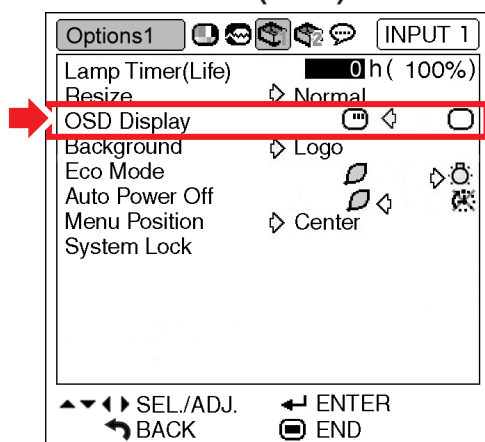 Options1 INPUT 1
Lamp Timer(Life) 0 h ( 100%)
Resize Normal
OSD Display
Background Logo
Eco Mode
Auto Power Off
Menu Position Center
System Lock
SEL./ADJ. ENTER
BACK END